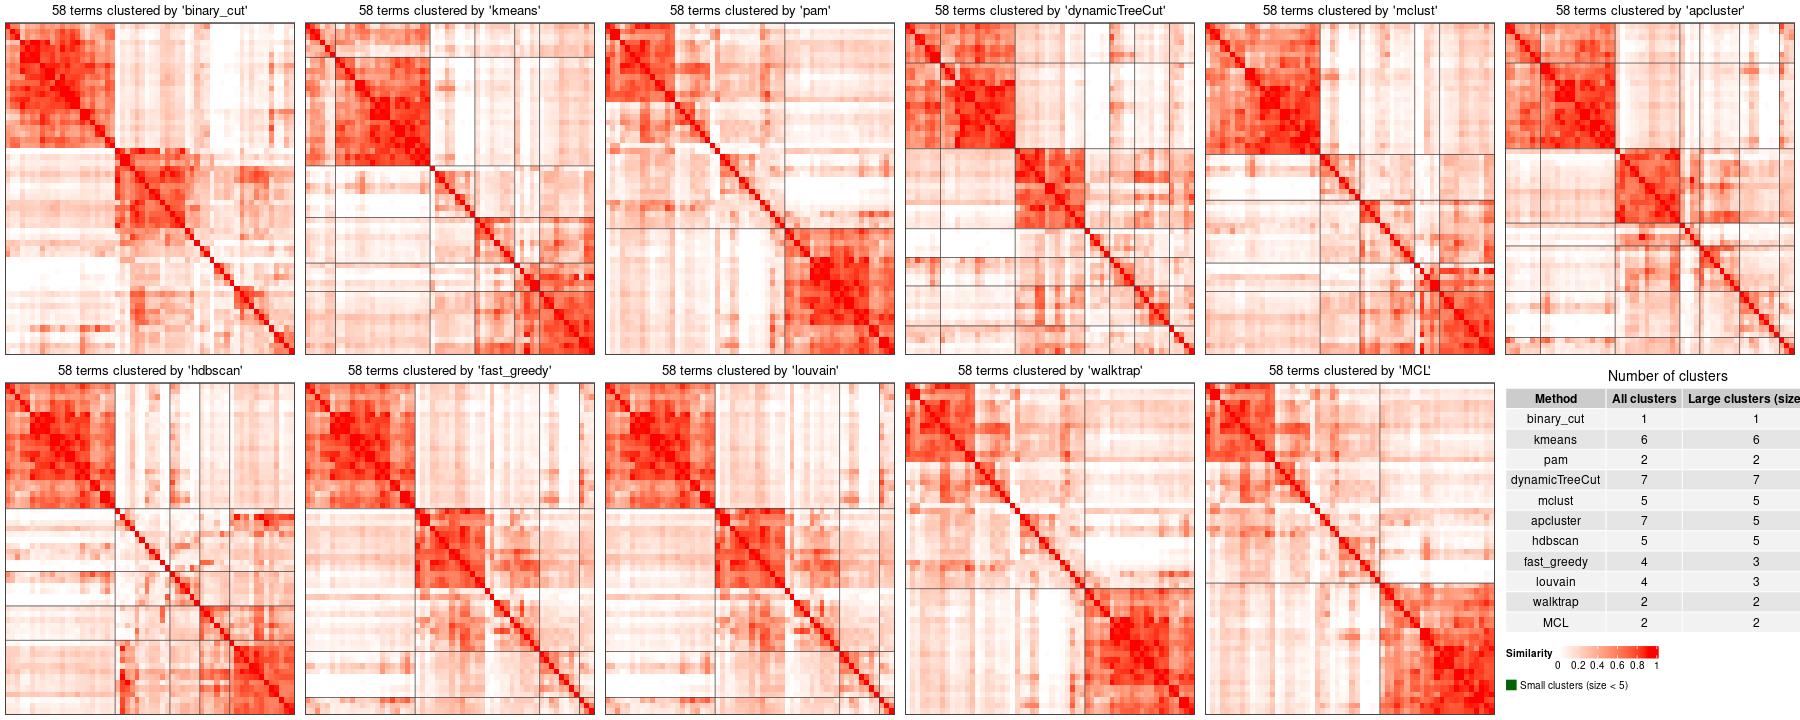 58 terms clustered by 'binary_cut'
58 terms clustered by 'kmeans'
58 terms clustered by 'pam'
58 terms clustered by 'dynamicTreeCut'
58 terms clustered by 'mclust'
58 terms clustered by 'apcluster'
58 terms clustered by 'hdbscan'
58 terms clustered by 'fast_greedy'
58 terms clustered by 'louvain'
58 terms clustered by 'walktrap'
58 terms clustered by 'MCL'
Number of clusters
Method All clusters Large clusters (size
binary_cut 1 1
kmeans 6 6
pam 2 2
dynamicTreeCut 7 7
mclust 5 5
apcluster 7 5
hdbscan 5 5
fast_greedy 4 3
louvain 4 3
walktrap 2 2
MCL 2 2
Similarity
0 0.2 0.4 0.6 0.8 1
Small clusters (size < 5)